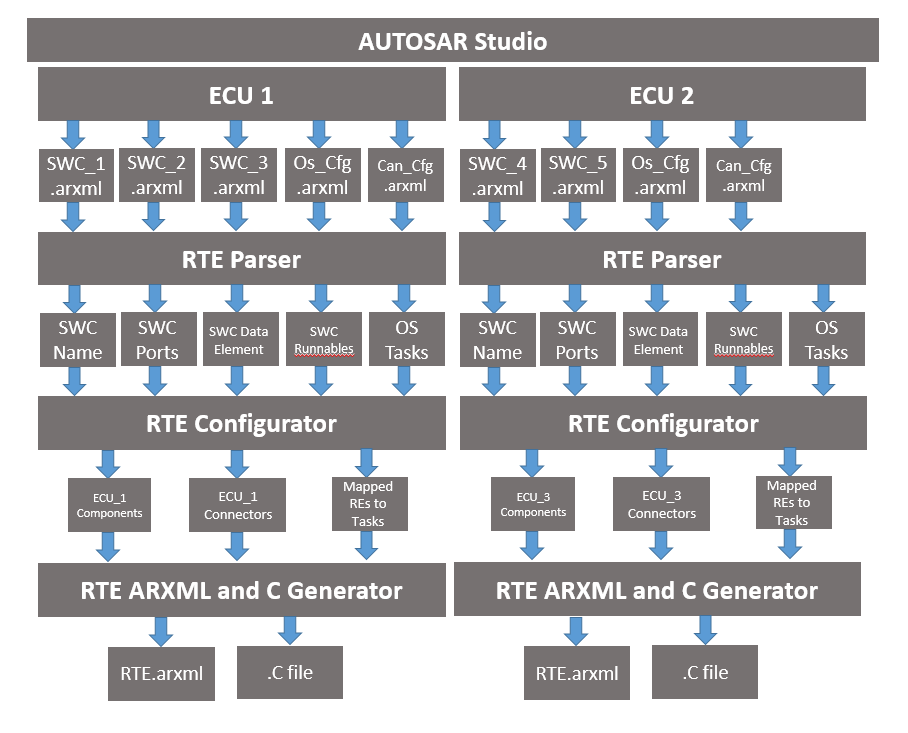 AUTOSAR Studio
ECU 1
ECU 2
SWC_1
.arxml
SWC_2
.arxml
SWC_3
.arxml
Os_Cfg
.arxml
Can_Cfg
.arxml
SWC_4
.arxml
SWC_5
.arxml
Os_Cfg
.arxml
Can_Cfg
.arxml
RTE Parser
RTE Parser
SWC
Name
SWC
Ports
SWC Data
Element
SWC
Runnables
OS
Tasks
SWC
Name
SWC
Ports
SWC Data
Element
SWC
Runnables
OS
Tasks
RTE Configurator
RTE Configurator
ECU_1
Components
ECU_1
Connectors
Mapped
REs to
Tasks
ECU_3
Components
ECU_3
Connectors
Mapped
REs to
Tasks
RTE ARXML and C Generator
RTE ARXML and C Generator
RTE.arxml
.C file
RTE.arxml
.C file